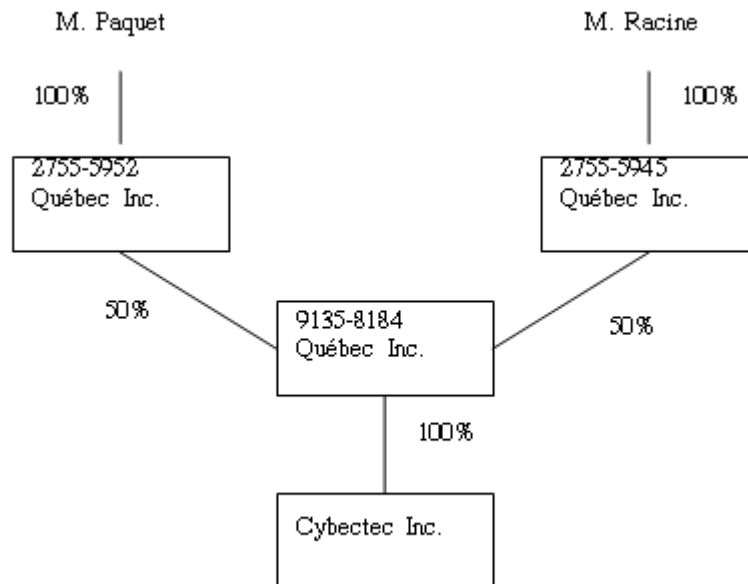 M. Paquet
M. Racine
100%
100%
2755-5952
Québec Inc.
2755-5945
Québec Inc.
50%
50%
9135-8184
Québec Inc.
100%
Cybectec Inc.